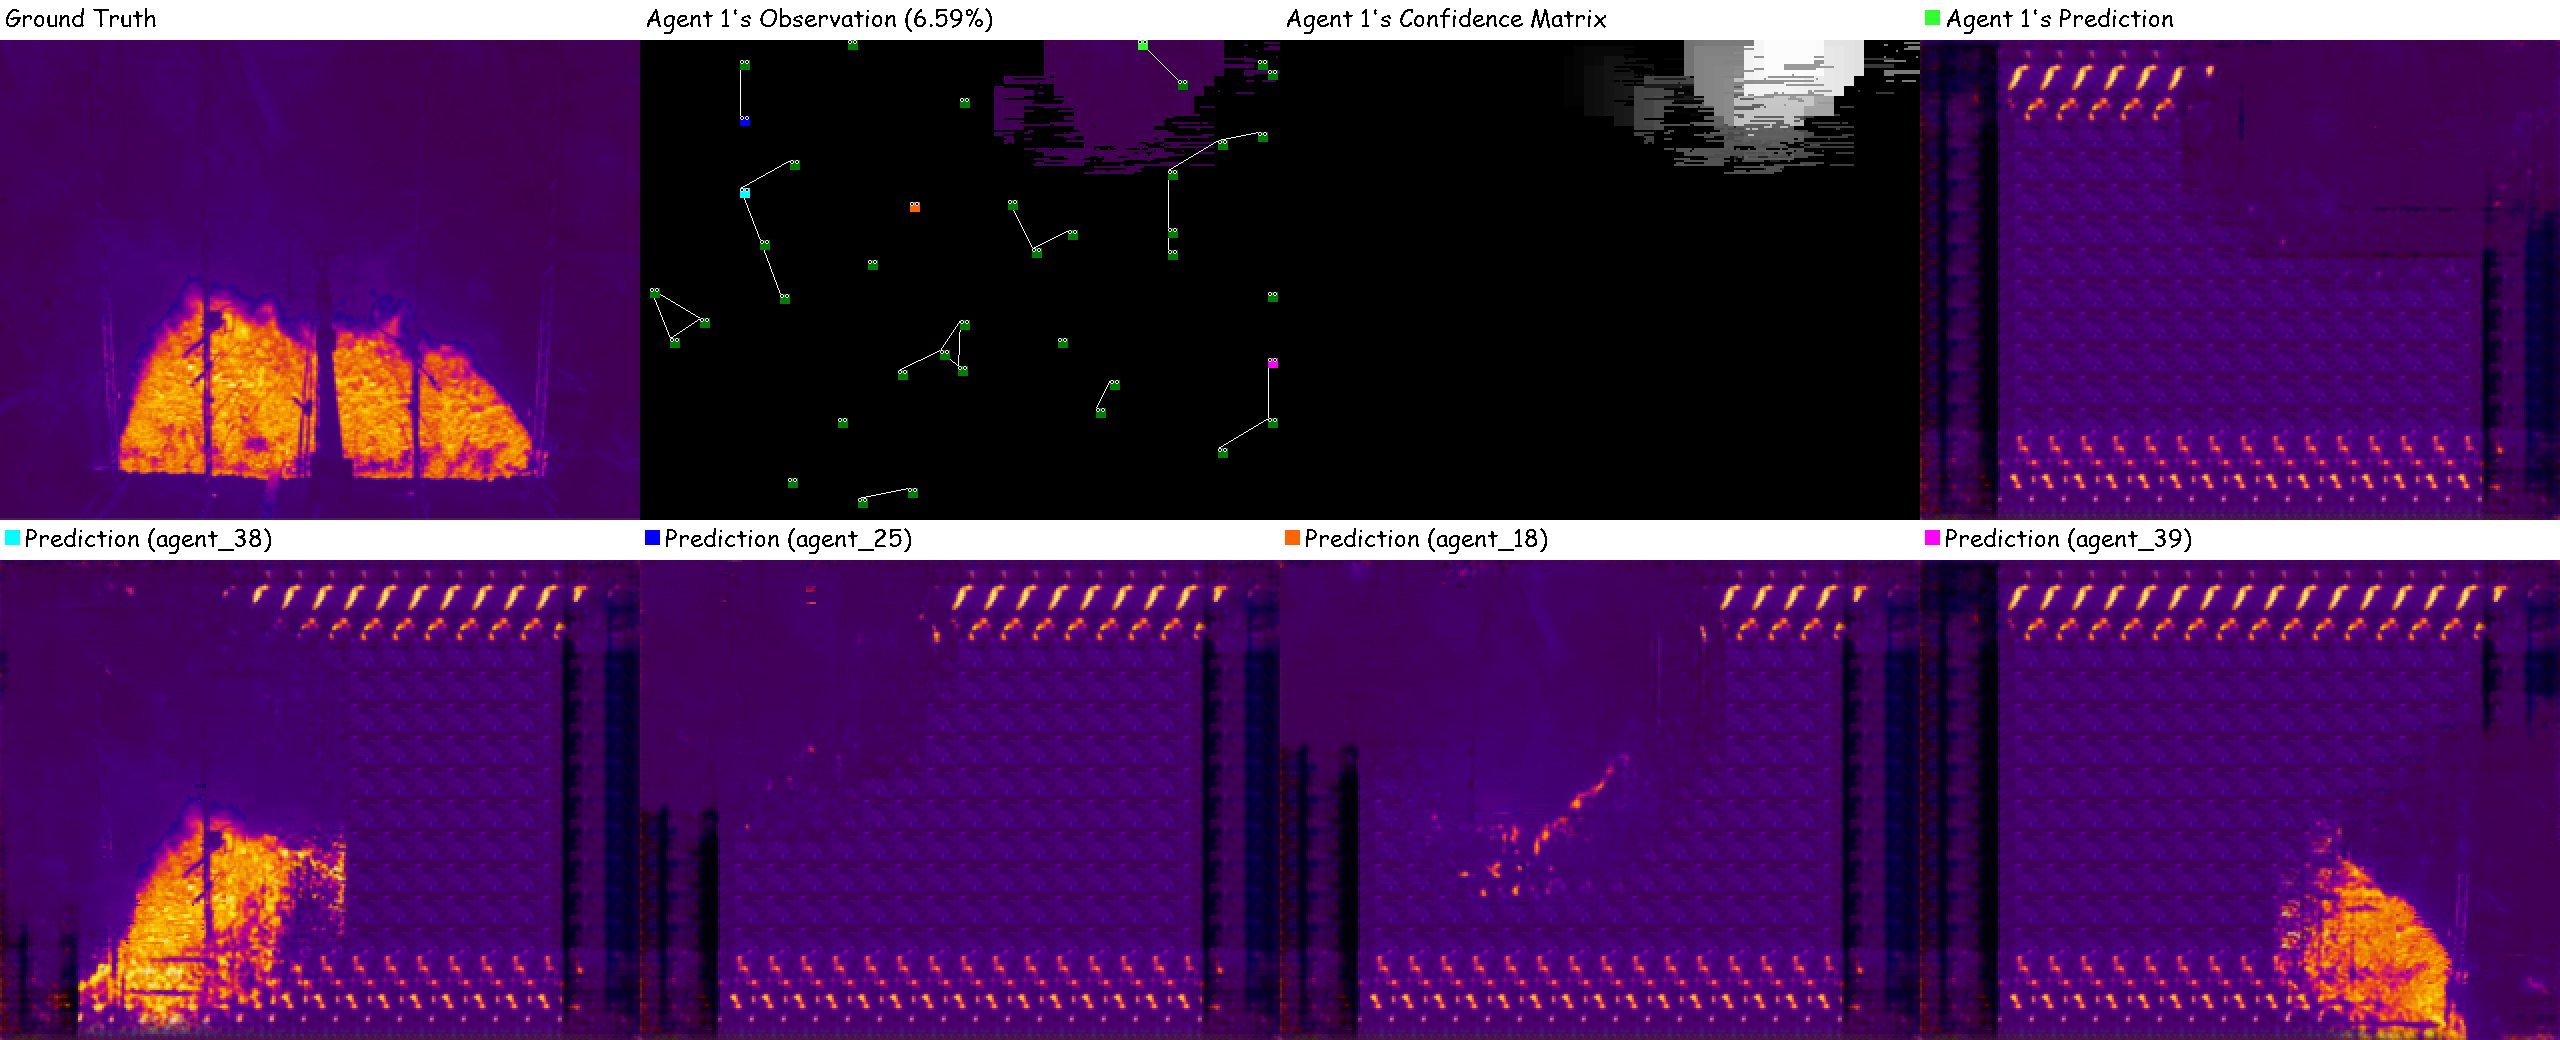 Ground Truth
Agent 1's Observation (6.59%)
Agent 1's Confidence Matrix
Agent 1's Prediction
Prediction (agent_38)
Prediction (agent_25)
Prediction (agent_18)
Prediction (agent_39)